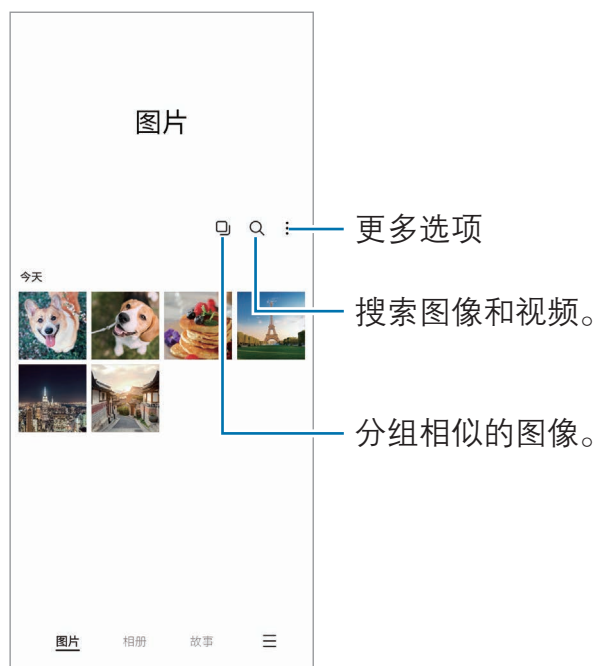 图片
更多选项
今天
搜索图像和视频。
分组相似的图像。
图片
相册
故事